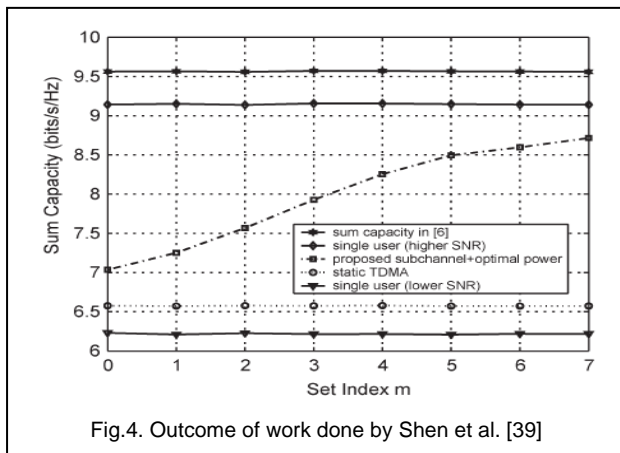 10
9.5
9
8.5
8
7.5
7
6.5
6
Sum Capacity (bits/s/Hz)
sum capacity in [6]
single user (higher SNR)
proposed subchannel+optimal power
static TDMA
single user (lower SNR)
0 1 2 3 4 5 6 7
Set Index m
Fig.4. Outcome of work done by Shen et al. [39]